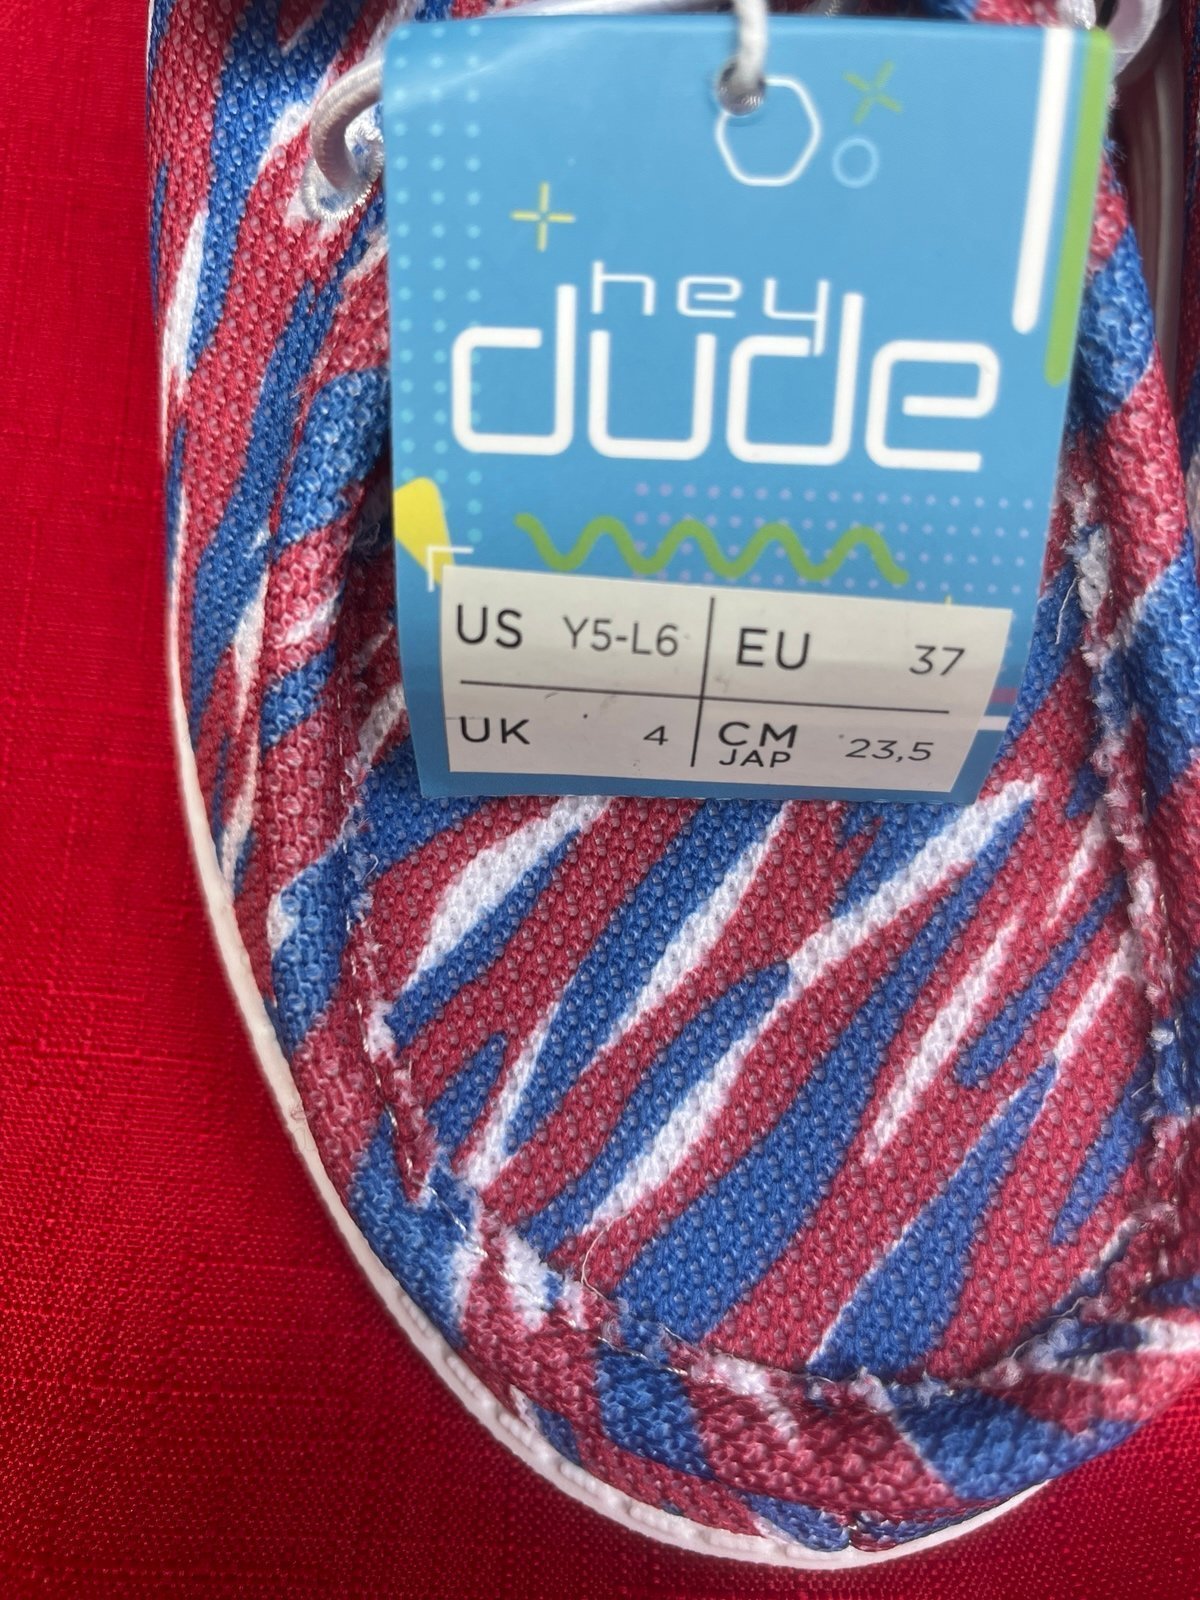 hey
dude
US Y5-L6 EU 37
UK 4 CM JAP 23,5